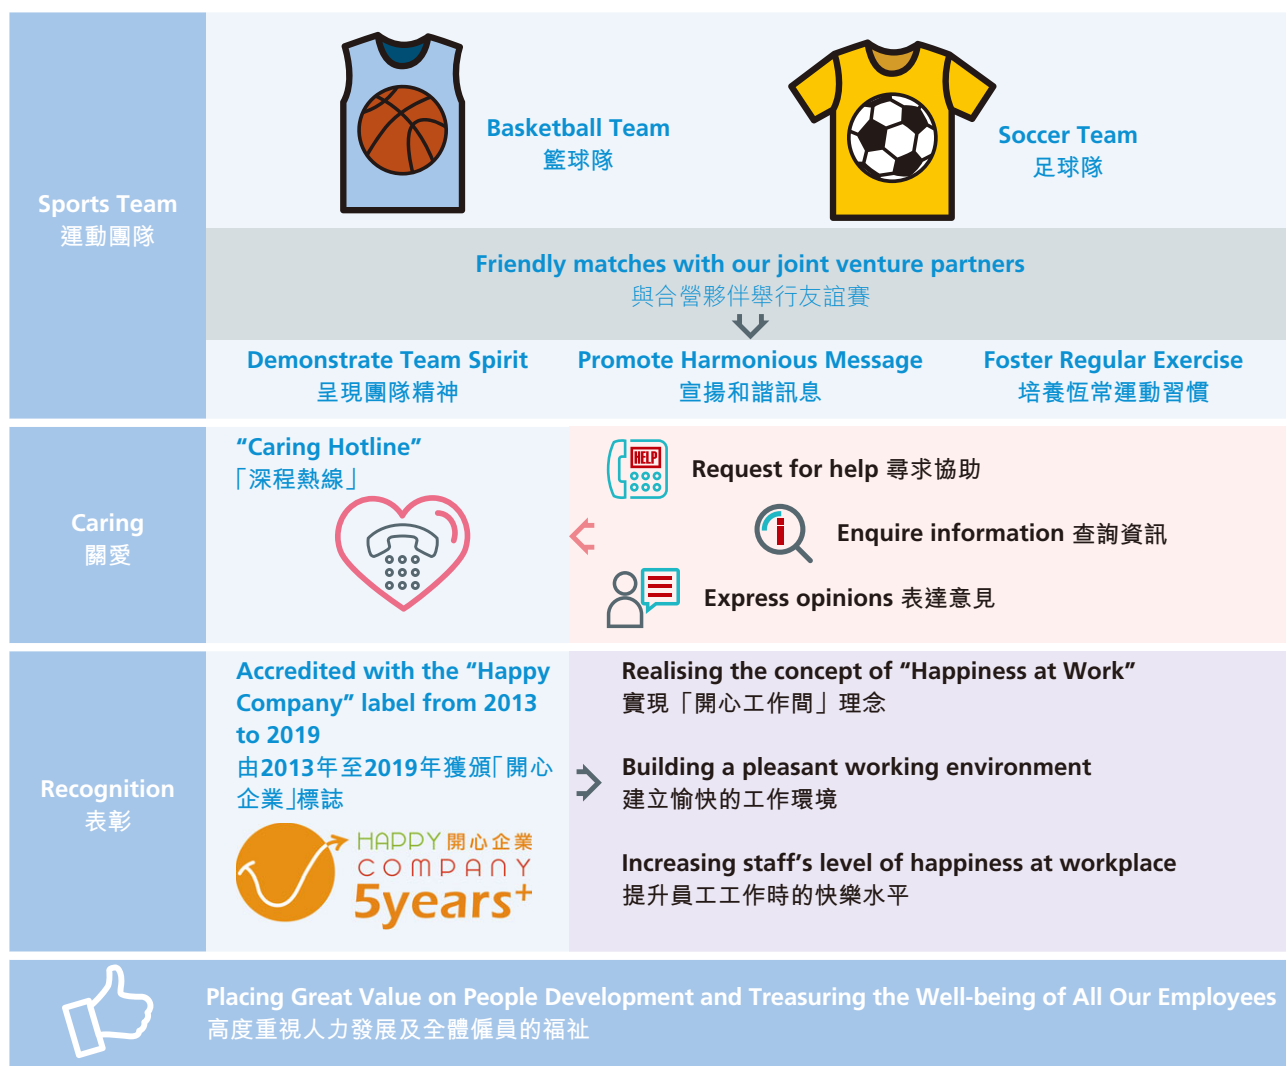 Sports Team
運動團隊
Basketball Team
籃球隊
Soccer Team
足球隊
Friendly matches with our joint venture partners
與合營夥伴舉行友誼賽
Demonstrate Team Spirit
呈現團隊精神
Promote Harmonious Message
宣揚和諧訊息
Foster Regular Exercise
培養恆常運動習慣
Caring
關愛
“Caring Hotline”
「深程熱線」
HELP
Request for help 尋求協助
i
Enquire information 查詢資訊
Express opinions 表達意見
Recognition
表彰
Accredited with the “Happy
Company” label from 2013
to 2019
由2013年至2019年獲頒「開心
企業」標誌
HAPPY 開心企業
COMPANY
5years+
Realising the concept of “Happiness at Work”
實現「開心工作間」理念
Building a pleasant working environment
建立愉快的工作環境
Increasing staff’s level of happiness at workplace
提升員工工作時的快樂水平
Placing Great Value on People Development and Treasuring the Well-being of All Our Employees
高度重視人力發展及全體僱員的福祉